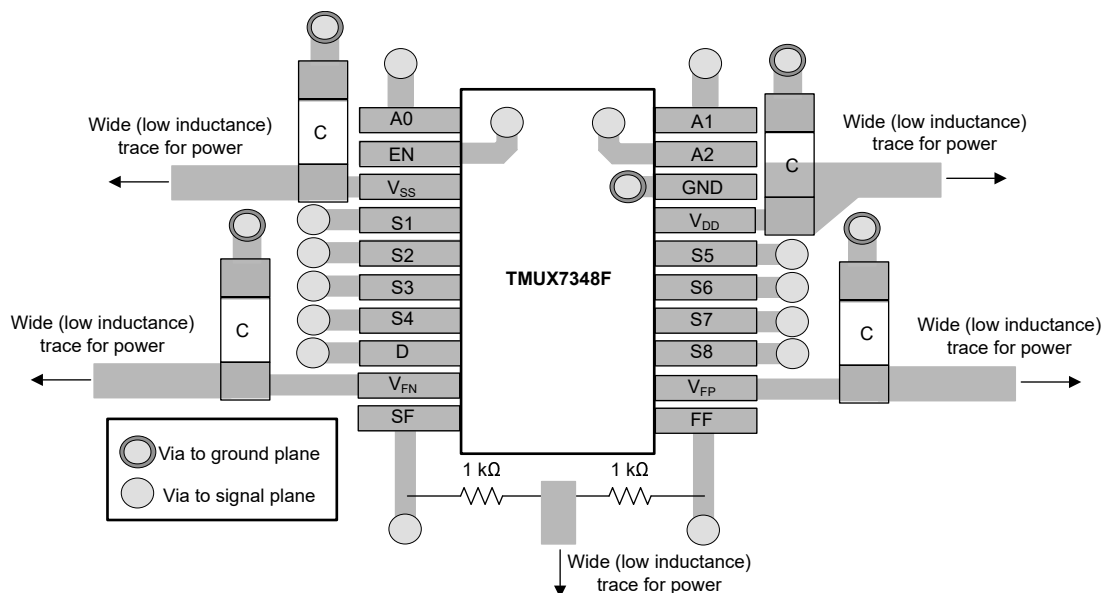 A0
EN
VSS
S1
S2
S3
S4
D
VFN
SF
A1
A2
GND
VDD
S5
S6
S7
S8
VFP
FF
TMUX7348F
C
C
C
C
Wide (low inductance)
trace for power
Wide (low inductance)
trace for power
Wide (low inductance)
trace for power
Wide (low inductance)
trace for power
Via to ground plane
Via to signal plane
1 kΩ
1 kΩ
Wide (low inductance)
trace for power